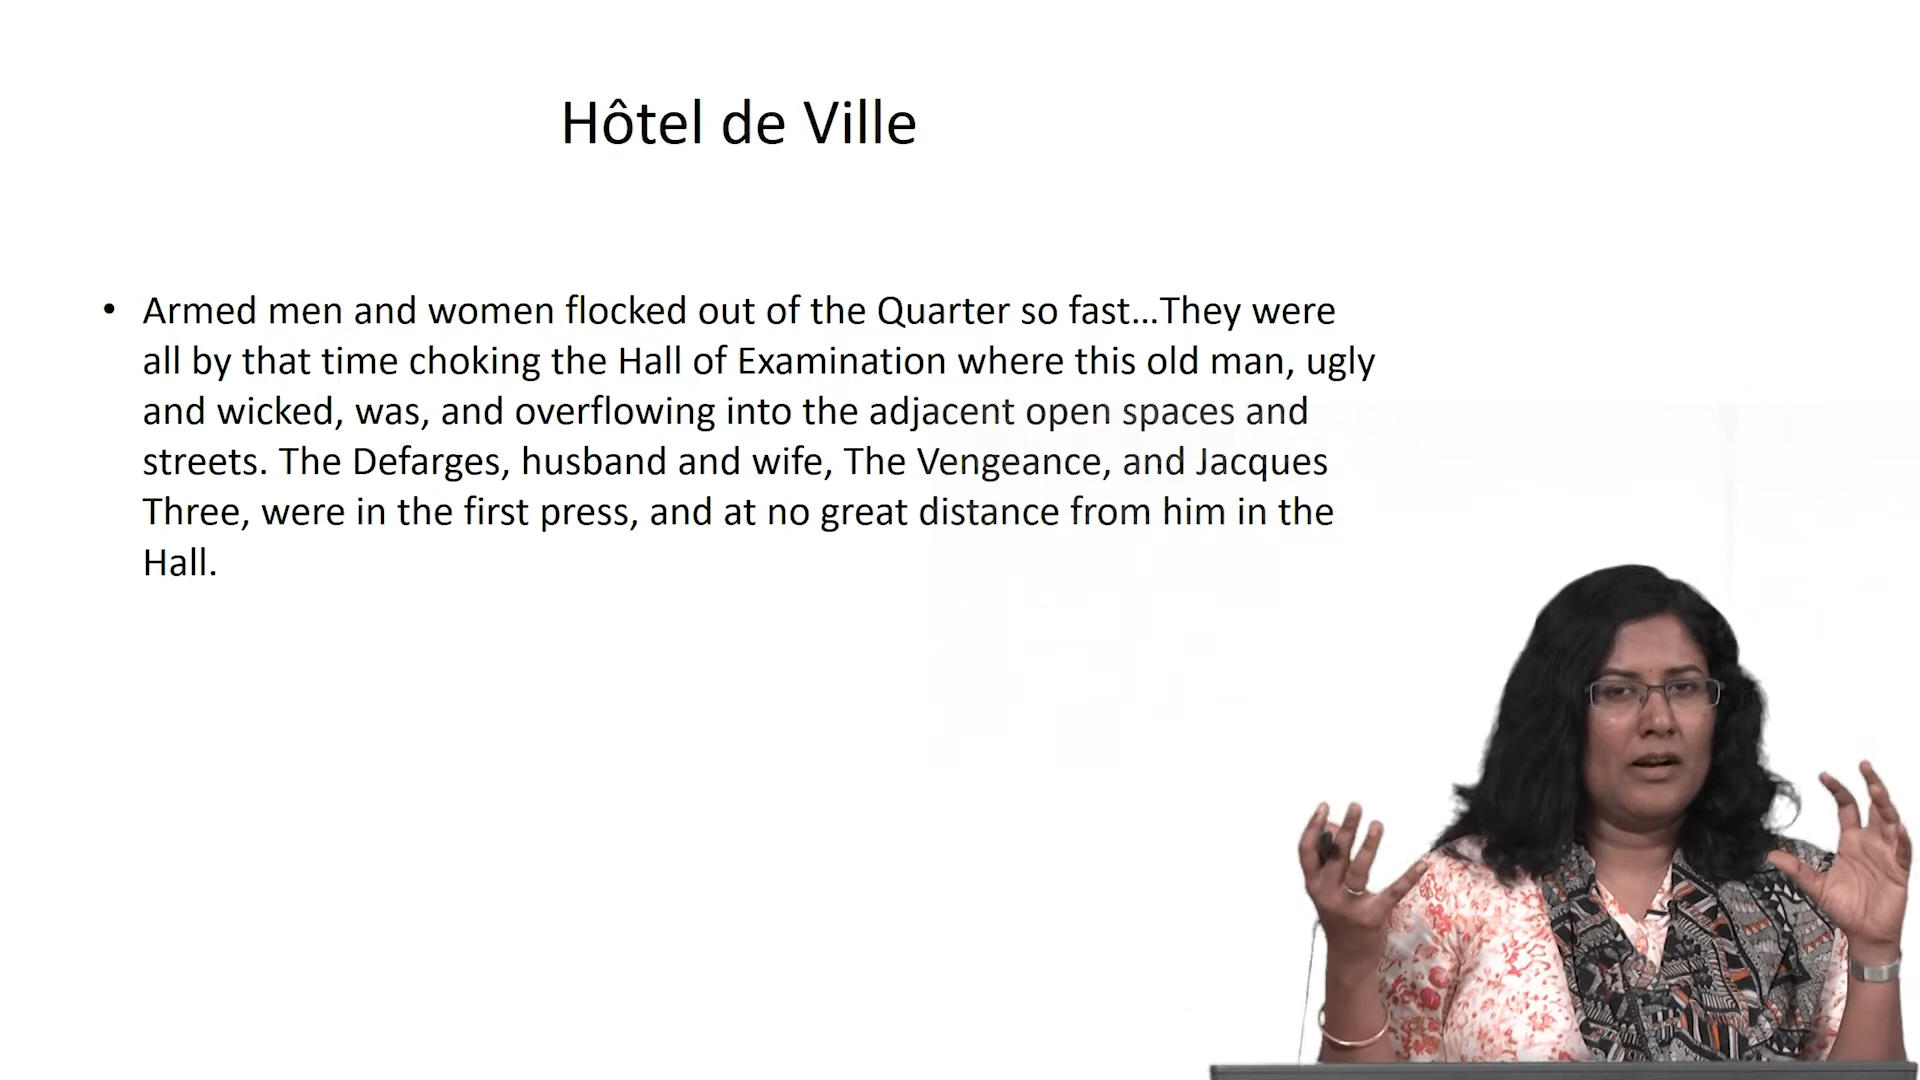 Hôtel de Ville
• Armed men and women flocked out of the Quarter so fast…They were
all by that time choking the Hall of Examination where this old man, ugly
and wicked, was, and overflowing into the adjacent open spaces and
streets. The Defarges, husband and wife, The Vengeance, and Jacques
Three, were in the first press, and at no great distance from him in the
Hall.